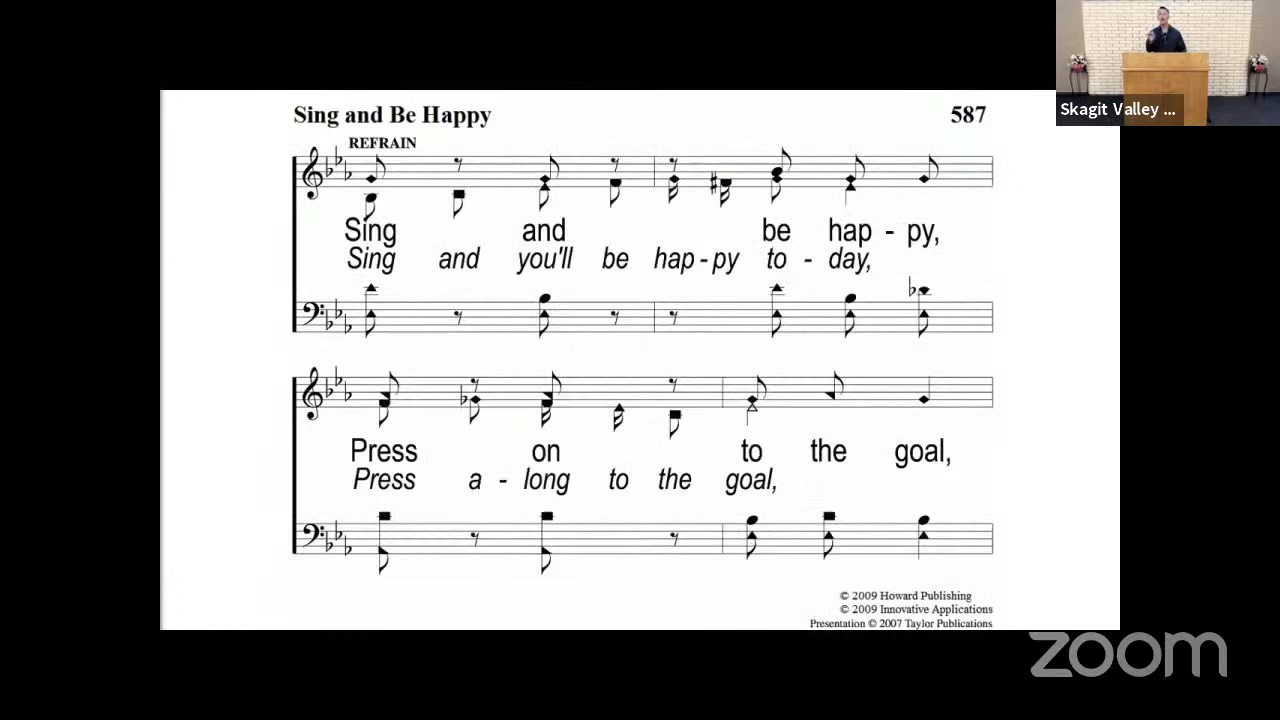 Sing and Be Happy 587
REFRAIN
Sing and be hap - py,
Sing and you'll be hap - py to - day,
Press on to the goal,
Press a - long to the goal,
© 2009 Howard Publishing
© 2009 Innovative Applications
Presentation © 2007 Taylor Publications
Skagit Valley ...
zoom